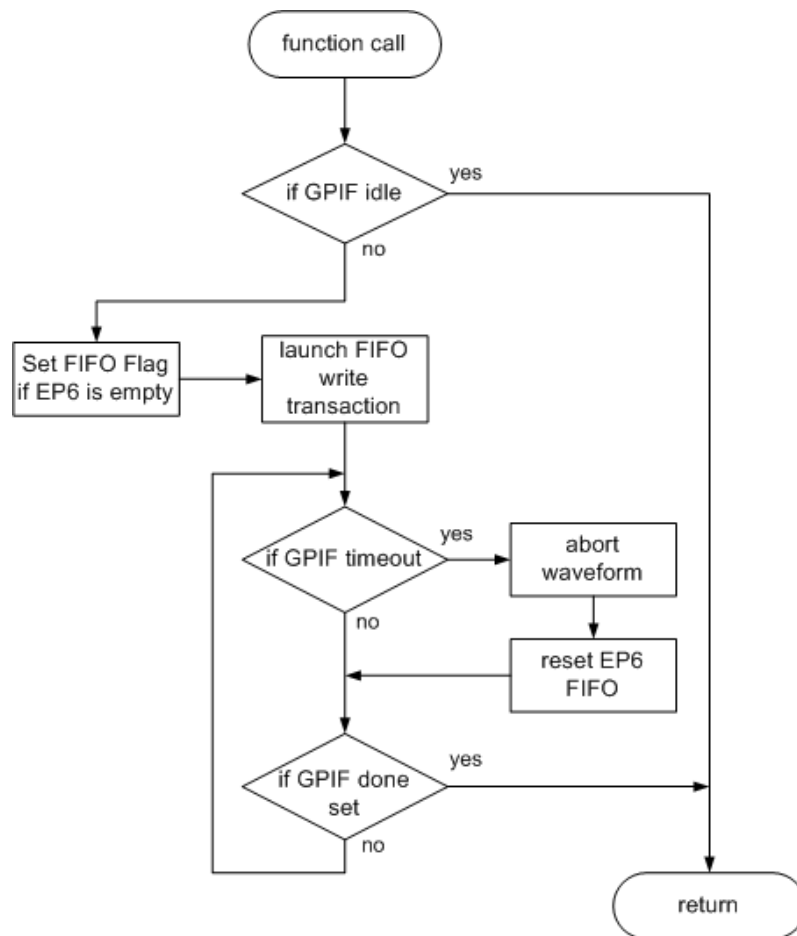 function call
if GPIF idle
yes
no
Set FIFO Flag
if EP6 is empty
launch FIFO
write
transaction
if GPIF timeout
yes
no
abort
waveform
reset EP6
FIFO
if GPIF done
set
yes
no
return